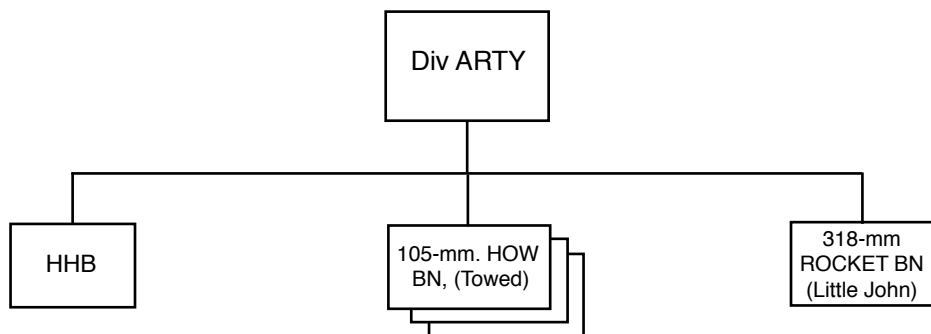 Div ARTY
HHB
105-mm. HOW
BN, (Towed)
318-mm
ROCKET BN
(Little John)